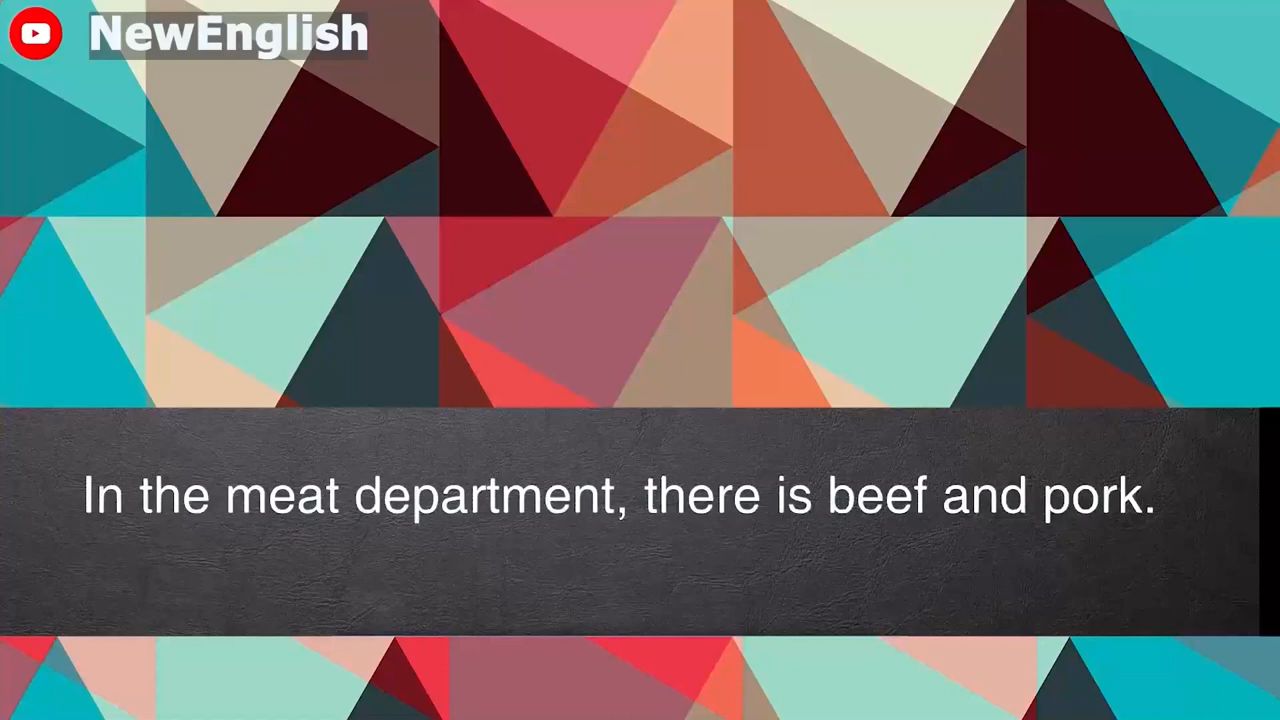 NewEnglish
In the meat department, there is beef and pork.